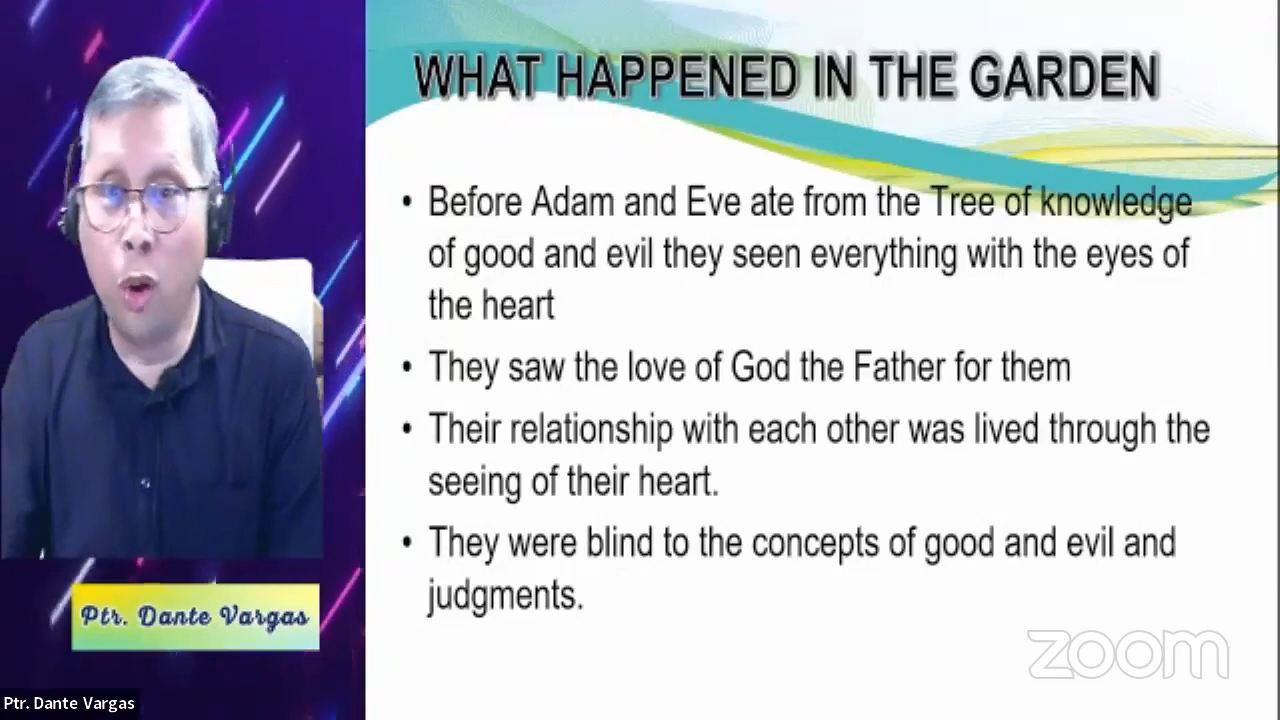 WHAT HAPPENED IN THE GARDEN
• Before Adam and Eve ate from the Tree of knowledge
of good and evil they seen everything with the eyes of
the heart
• They saw the love of God the Father for them
• Their relationship with each other was lived through the
seeing of their heart.
• They were blind to the concepts of good and evil and
judgments.
Ptr. Dante Vargas
zoom
Ptr. Dante Vargas